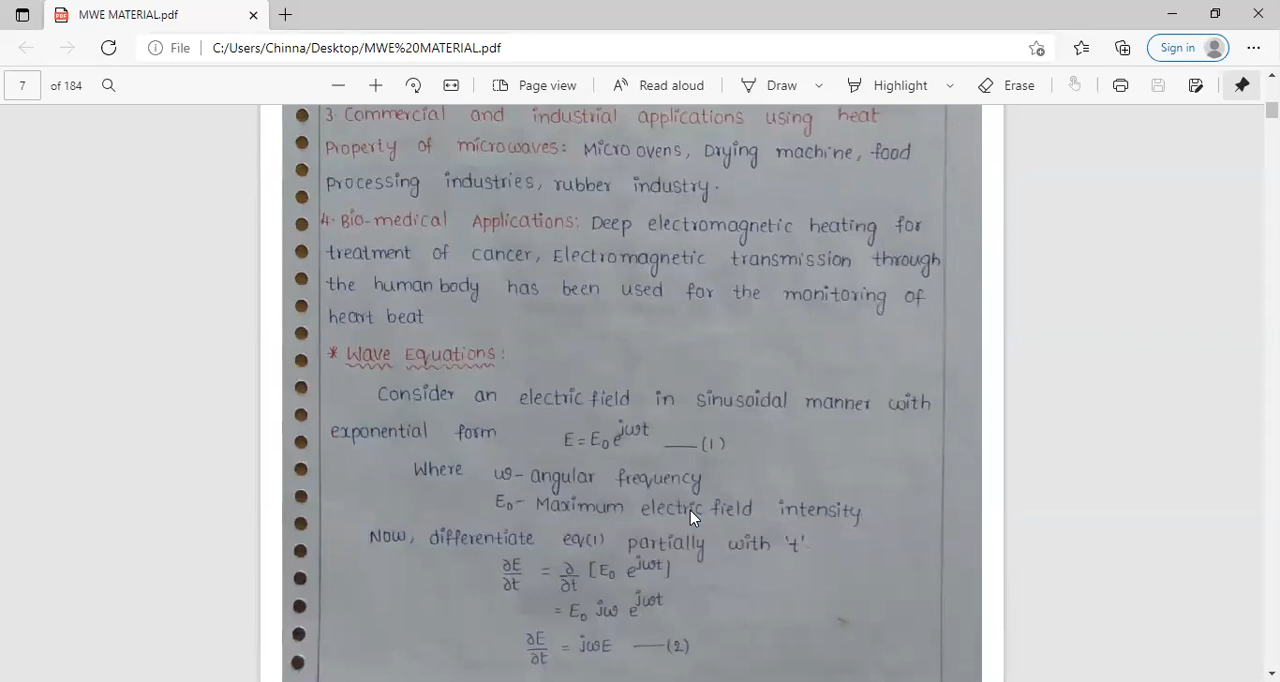 MWE MATERIAL.pdf
File C:/Users/Chinna/Desktop/MWE%20MATERIAL.pdf Sign in
7 of 184 Page view Read aloud Draw Highlight Erase
3. Commercial and industrial applications using heat
Property of microwaves: Micro ovens, Drying machine, food
processing industries, rubber industry.
4. Bio-medical Applications: Deep electromagnetic heating for
treatment of cancer, Electromagnetic transmission through
the human body has been used for the monitoring of
heart beat
* Wave Equations:
Consider an electric field in sinusoidal manner with
exponential form E = E₀e^jωt —(1)
Where ω - angular frequency
E₀ - Maximum electric field intensity
Now, differentiate eq(1) partially with 't'.
∂E/∂t = ∂/∂t [E₀ e^jωt]
= E₀ jω e^jωt
∂E/∂t = jωE —(2)